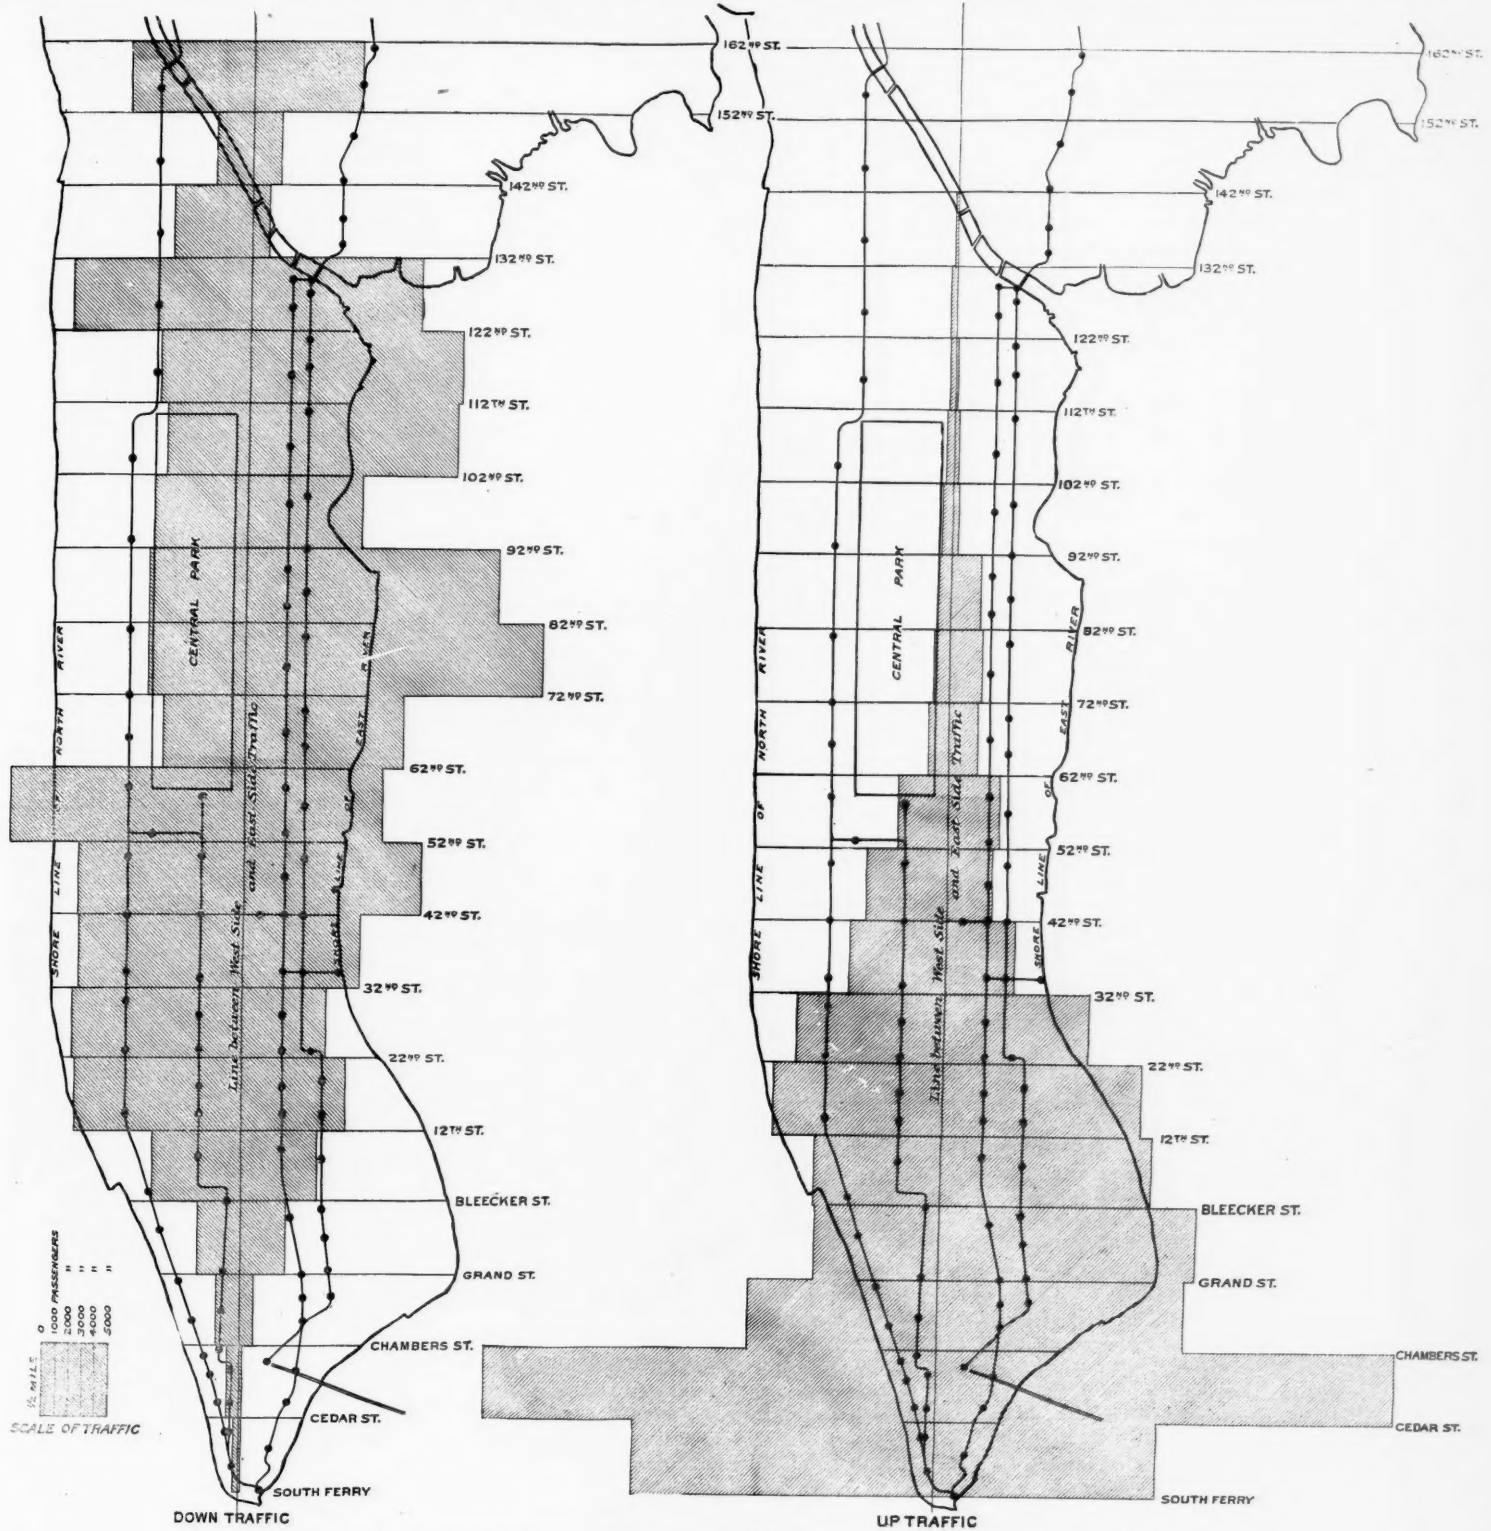 162ND ST.
152ND ST.
142ND ST.
132ND ST.
122ND ST.
112TH ST.
102ND ST.
92ND ST.
82ND ST.
72ND ST.
62ND ST.
52ND ST.
42ND ST.
32ND ST.
22ND ST.
12TH ST.
BLEECKER ST.
GRAND ST.
CHAMBERS ST.
CEDAR ST.
SOUTH FERRY
CENTRAL PARK
SHORE LINE OF NORTH RIVER
SHORE LINE OF EAST RIVER
Line between West Side
and East Side Traffic
0
1000 PASSENGERS
2000 "
3000 "
4000 "
5000 "
1/2 MILE
SCALE OF TRAFFIC
DOWN TRAFFIC
162ND ST.
152ND ST.
142ND ST.
132ND ST.
122ND ST.
112TH ST.
102ND ST.
92ND ST.
82ND ST.
72ND ST.
62ND ST.
52ND ST.
42ND ST.
32ND ST.
22ND ST.
12TH ST.
BLEECKER ST.
GRAND ST.
CHAMBERS ST.
CEDAR ST.
SOUTH FERRY
CENTRAL PARK
SHORE LINE OF NORTH RIVER
SHORE LINE OF EAST RIVER
Line between West Side
and East Side Traffic
UP TRAFFIC